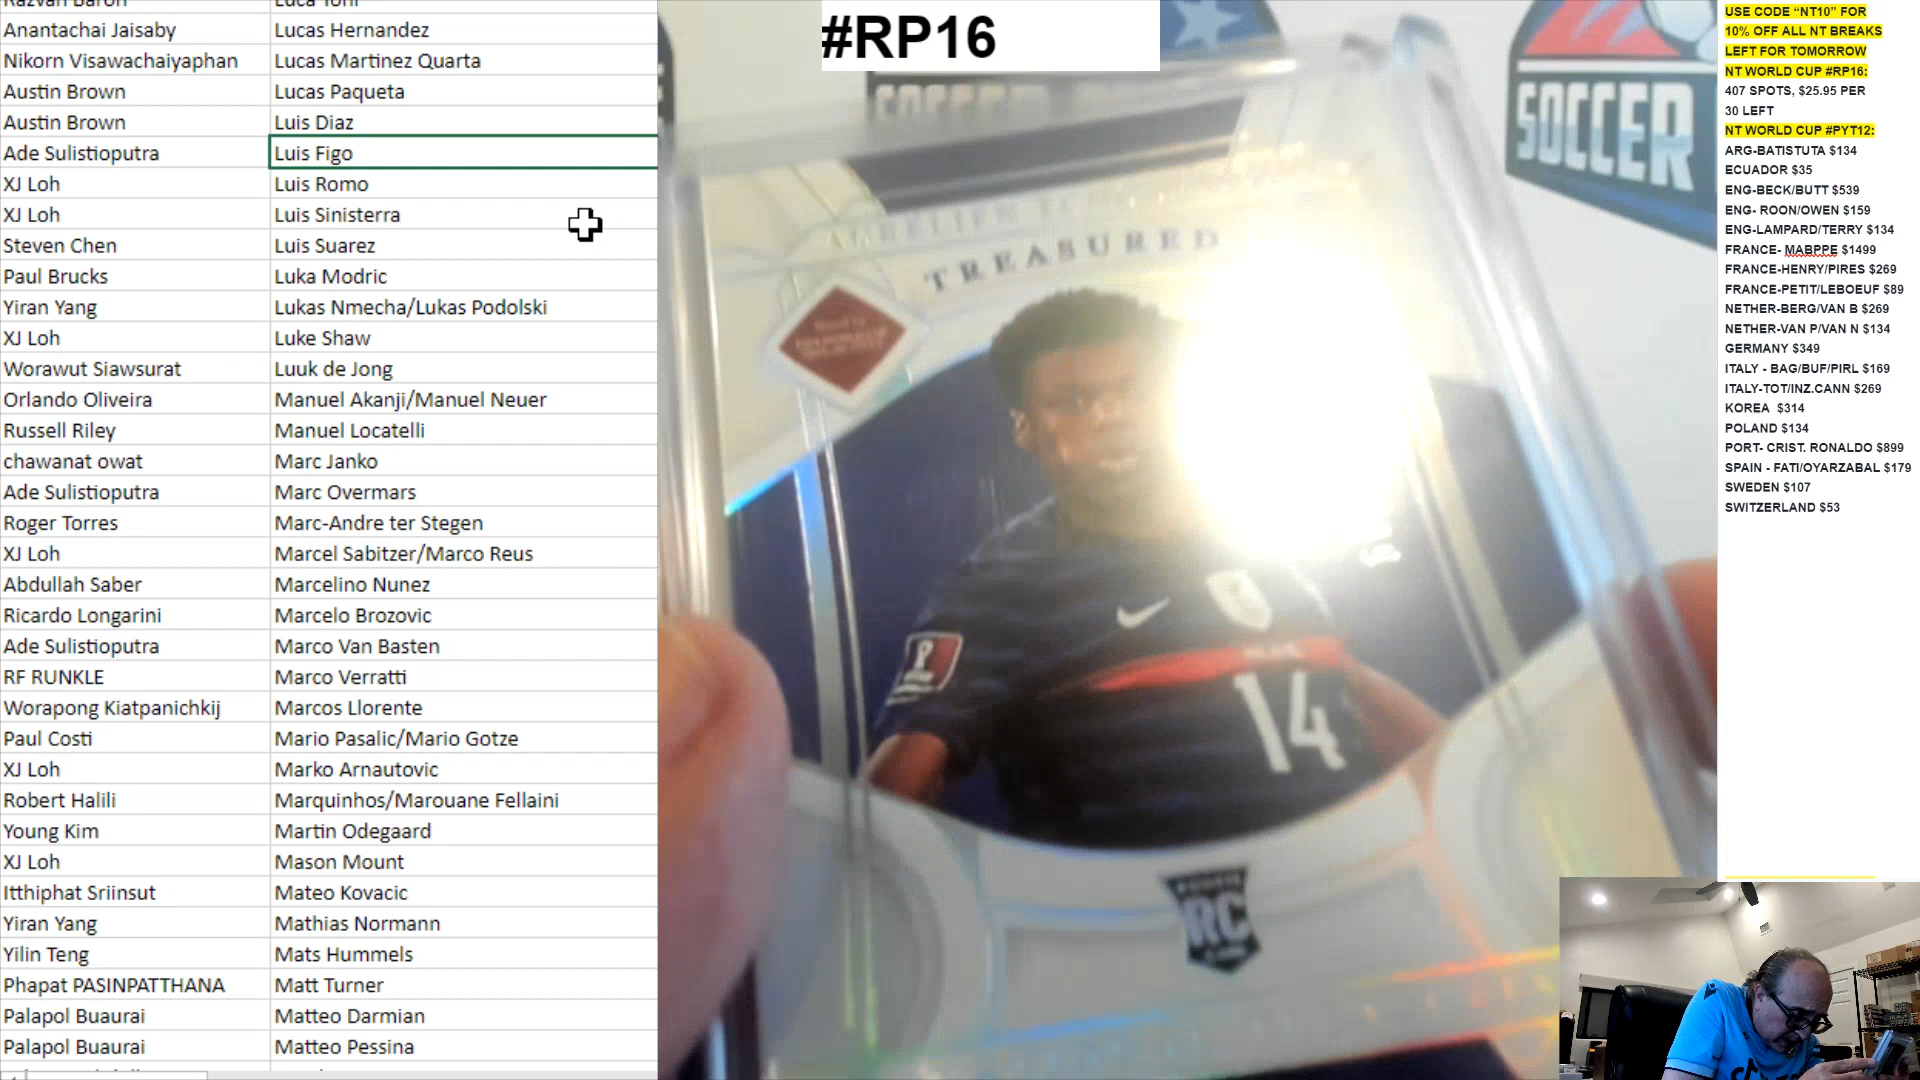 Anantachai Jaisaby Lucas Hernandez
Nikorn Visawachaiyaphan Lucas Martinez Quarta
Austin Brown Lucas Paqueta
Austin Brown Luis Diaz
Ade Sulistioputra Luis Figo
XJ Loh Luis Romo
XJ Loh Luis Sinisterra
Steven Chen Luis Suarez
Paul Brucks Luka Modric
Yiran Yang Lukas Nmecha/Lukas Podolski
XJ Loh Luke Shaw
Worawut Siawsurat Luuk de Jong
Orlando Oliveira Manuel Akanji/Manuel Neuer
Russell Riley Manuel Locatelli
chawanat owat Marc Janko
Ade Sulistioputra Marc Overmars
Roger Torres Marc-Andre ter Stegen
XJ Loh Marcel Sabitzer/Marco Reus
Abdullah Saber Marcelino Nunez
Ricardo Longarini Marcelo Brozovic
Ade Sulistioputra Marco Van Basten
RF RUNKLE Marco Verratti
Worapong Kiatpanichkij Marcos Llorente
Paul Costi Mario Pasalic/Mario Gotze
XJ Loh Marko Arnautovic
Robert Halili Marquinhos/Marouane Fellaini
Young Kim Martin Odegaard
XJ Loh Mason Mount
Itthiphat Sriinsut Mateo Kovacic
Yiran Yang Mathias Normann
Yilin Teng Mats Hummels
Phapat PASINPATTHANA Matt Turner
Palapol Buaurai Matteo Darmian
Palapol Buaurai Matteo Pessina
#RP16
SOCCER
TREASURED
14
RC
USE CODE “NT10” FOR
10% OFF ALL NT BREAKS
LEFT FOR TOMORROW
NT WORLD CUP #RP16:
407 SPOTS, $25.95 PER
30 LEFT
NT WORLD CUP #PYT12:
ARG-BATISTUTA $134
ECUADOR $35
ENG-BECK/BUTT $539
ENG- ROON/OWEN $159
ENG-LAMPARD/TERRY $134
FRANCE- MABPPE $1499
FRANCE-HENRY/PIRES $269
FRANCE-PETIT/LEBOEUF $89
NETHER-BERG/VAN B $269
NETHER-VAN P/VAN N $134
GERMANY $349
ITALY - BAG/BUF/PIRL $169
ITALY-TOT/INZ.CANN $269
KOREA $314
POLAND $134
PORT- CRIST. RONALDO $899
SPAIN - FATI/OYARZABAL $179
SWEDEN $107
SWITZERLAND $53